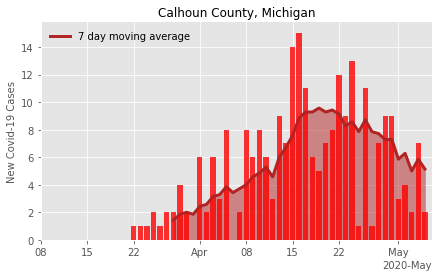 Calhoun County, Michigan
7 day moving average
New Covid-19 Cases
14
12
10
8
6
4
2
0
08 15 22 Apr 08 15 22 May
2020-May